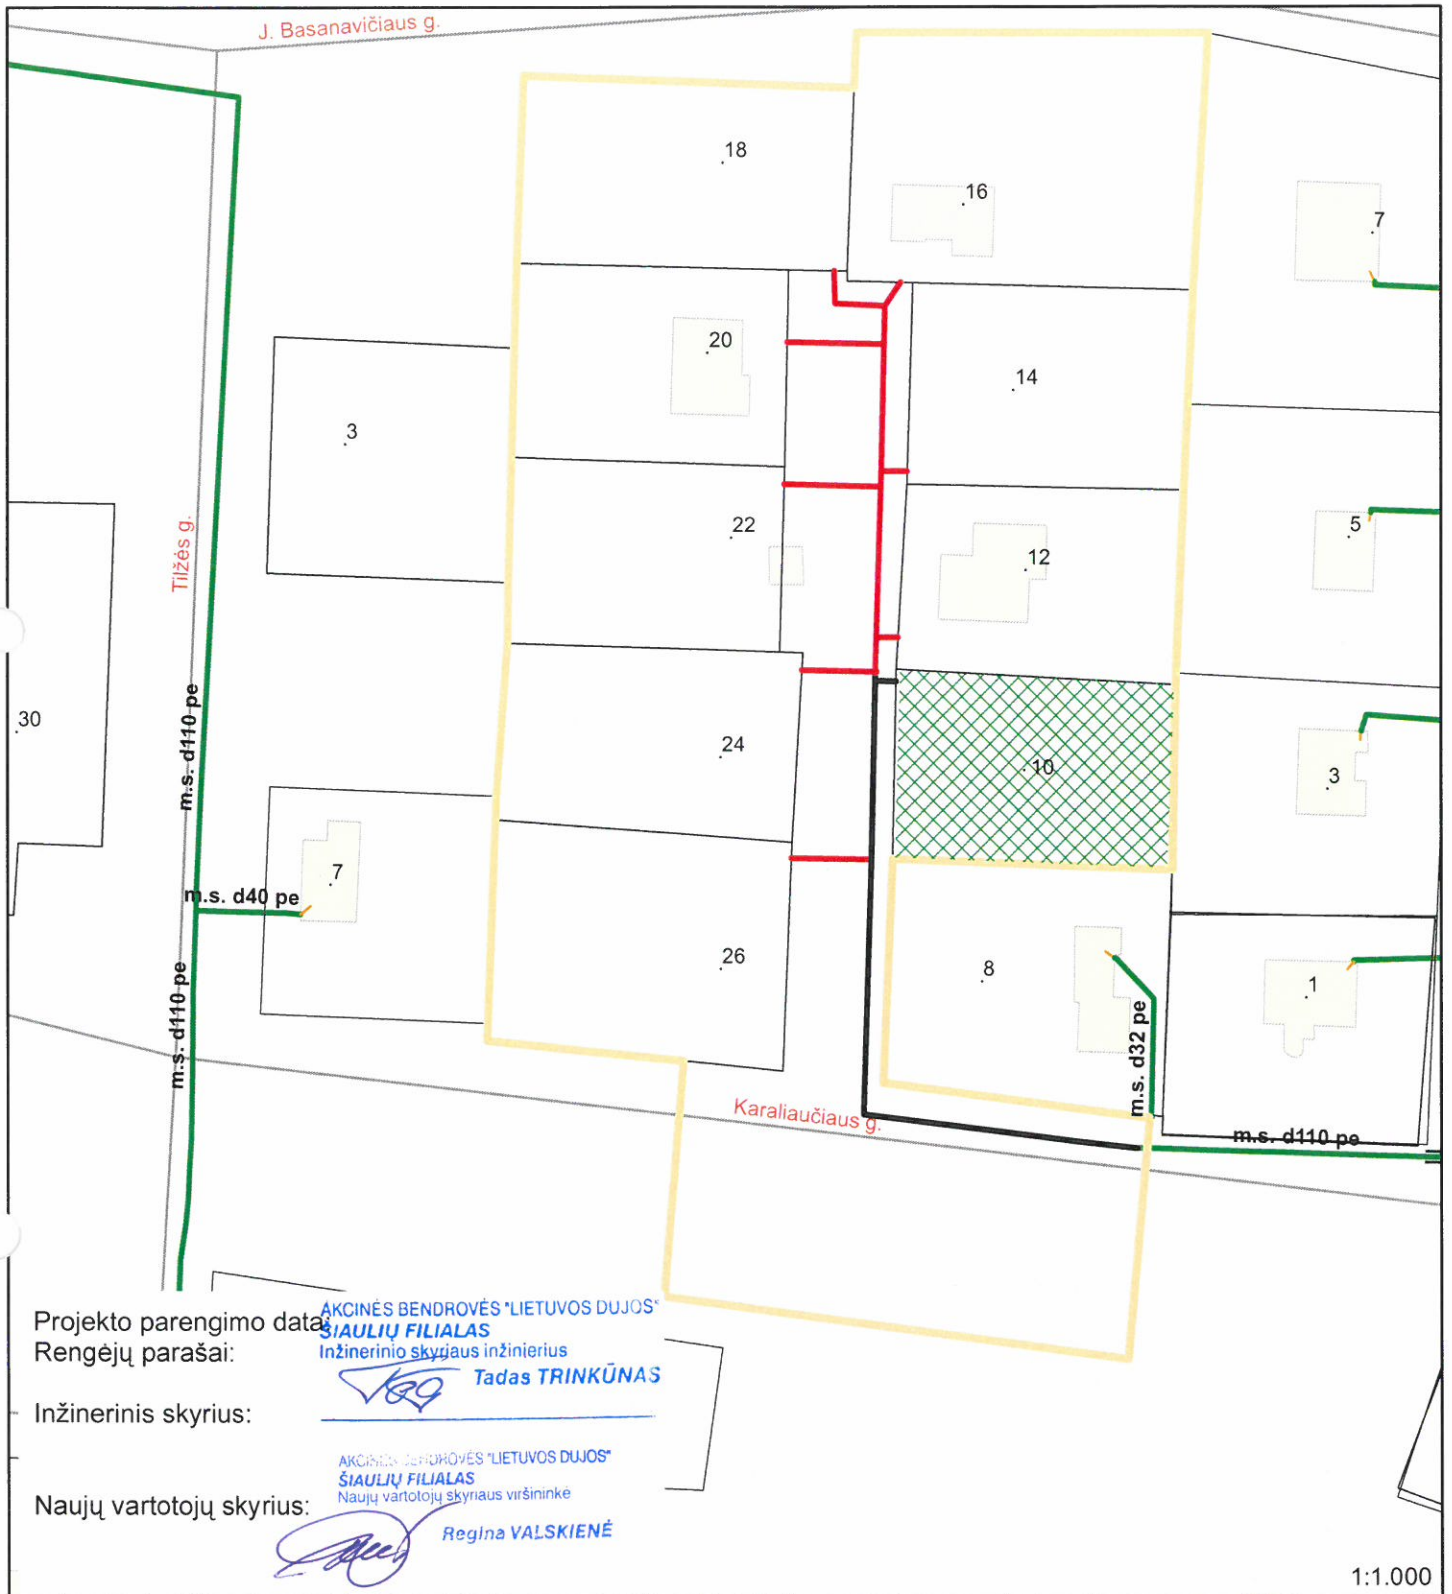 J. Basanavičiaus g.
18
16
7
20
14
3
5
22
12
Tilžės g.
30
24
10
3
m.s. d110 pe
7
m.s. d40 pe
26
8
1
m.s. d110 pe
m.s. d32 pe
Karaliaučiaus g.
m.s. d110 pe
Projekto parengimo data:
AKCINĖS BENDROVĖS "LIETUVOS DUJOS"
ŠIAULIŲ FILIALAS
Rengėjų parašai:
Inžinerinio skyriaus inžinierius
Tadas TRINKŪNAS
Inžinerinis skyrius:
AKCINĖS BENDROVĖS "LIETUVOS DUJOS"
ŠIAULIŲ FILIALAS
Naujų vartotojų skyriaus viršininkė
Naujų vartotojų skyrius:
Regina VALSKIENĖ
1:1.000